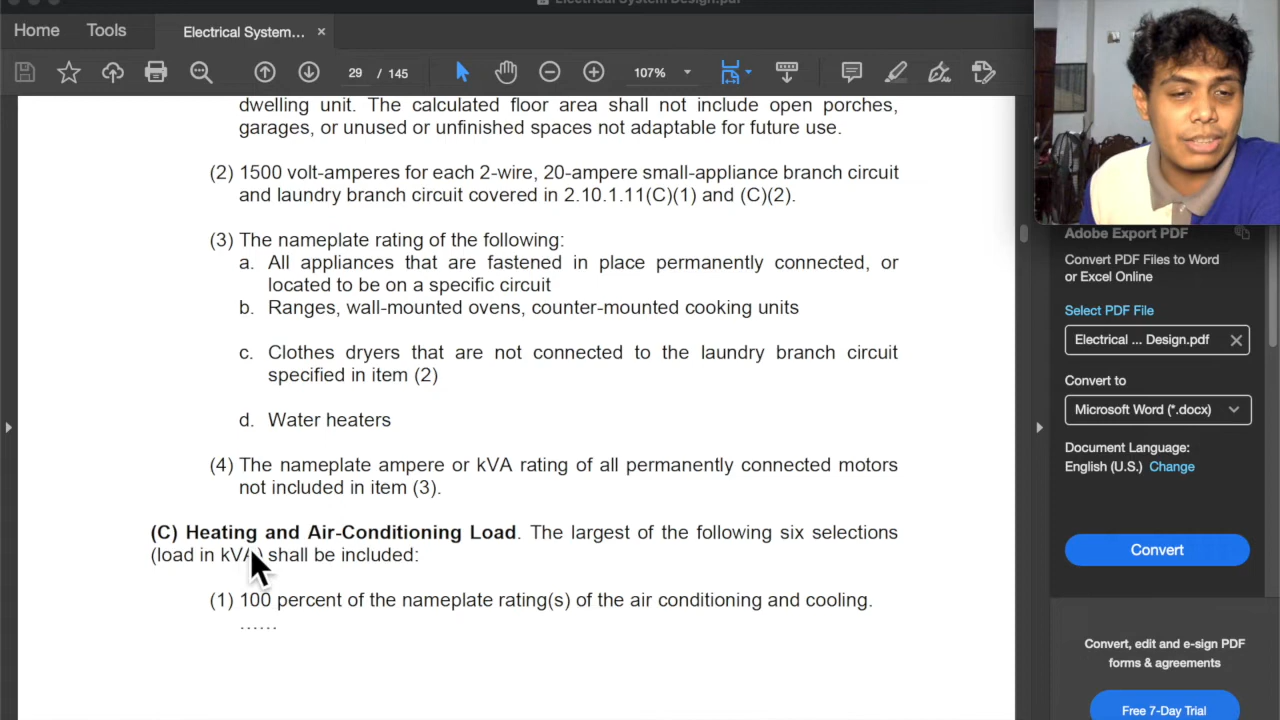 Electrical System Design.pdf
Home
Tools
Electrical System... ×
29 / 145
107%
dwelling unit. The calculated floor area shall not include open porches,
garages, or unused or unfinished spaces not adaptable for future use.
(2) 1500 volt-amperes for each 2-wire, 20-ampere small-appliance branch circuit
and laundry branch circuit covered in 2.10.1.11(C)(1) and (C)(2).
(3) The nameplate rating of the following:
a. All appliances that are fastened in place permanently connected, or
located to be on a specific circuit
b. Ranges, wall-mounted ovens, counter-mounted cooking units
c. Clothes dryers that are not connected to the laundry branch circuit
specified in item (2)
d. Water heaters
(4) The nameplate ampere or kVA rating of all permanently connected motors
not included in item (3).
(C) Heating and Air-Conditioning Load. The largest of the following six selections
(load in kVA) shall be included:
(1) 100 percent of the nameplate rating(s) of the air conditioning and cooling.
......
Adobe Export PDF
Convert PDF Files to Word
or Excel Online
Select PDF File
Electrical ... Design.pdf
Convert to
Microsoft Word (*.docx)
Document Language:
English (U.S.) Change
Convert
Convert, edit and e-sign PDF
forms & agreements
Free 7-Day Trial